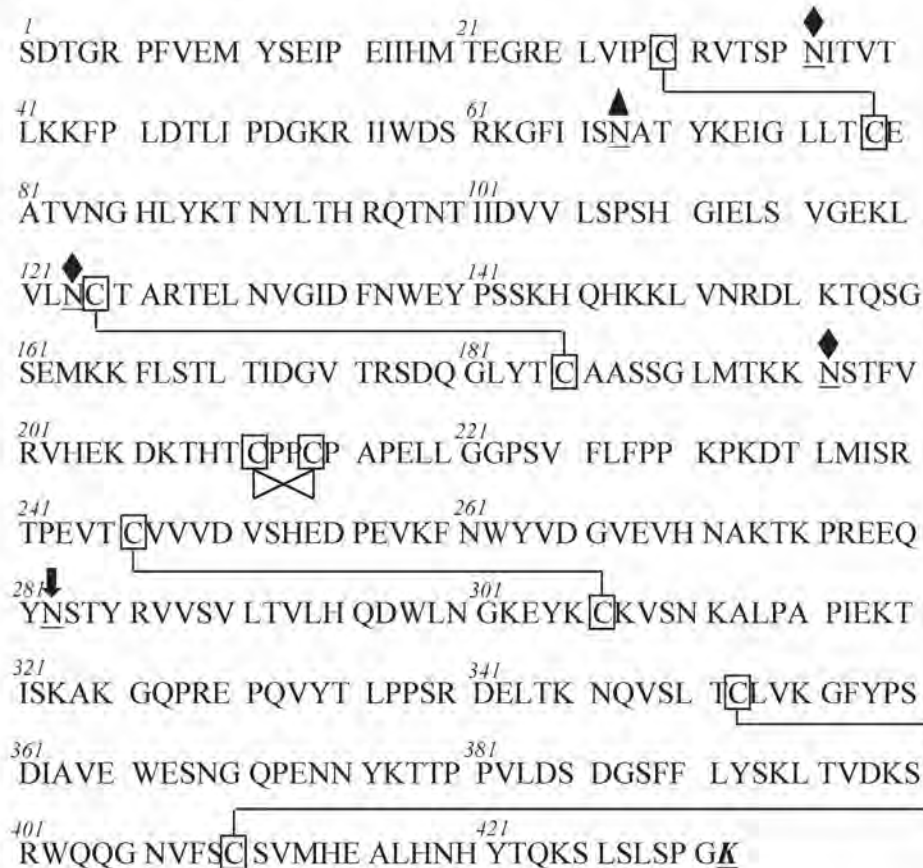 1 21
SDTGR PFVEM YSEIP EIIHM TEGRE LVIPC RVTSP NITVT
41 61
LKKFP LDTLI PDGKR IIWDS RKGFI ISNAT YKEIG LLTCE
81 101
ATVNG HLYKT NYLTH RQTNT IIDVV LSPSH GIELS VGEKL
121 141
VLNCT ARTEL NVGID FNWEY PSSKH QHKKL VNRDL KTQSG
161 181
SEMKK FLSTL TIDGV TRSDQ GLYTC AASSG LMTKK NSTFV
201 221
RVHEK DKTHT CPPCP APELL GGPSV FLFPP KPKDT LMISR
241 261
TPEVT CVVVD VSHED PEVKF NWYVD GVEVH NAKTK PREEQ
281 301
YNSTY RVVSV LTVLH QDWLN GKEYK CKVSN KALPA PIEKT
321 341
ISKAK GQPRE PQVYT LPPSR DELTK NQVSL TCLVK GFYPS
361 381
DIAVE WESNG QPENN YKTTP PVLDS DGSFF LYSKL TVDKS
401 421
RWQQG NVFSC SVMHE ALHNH YTQKS LSLSP GK